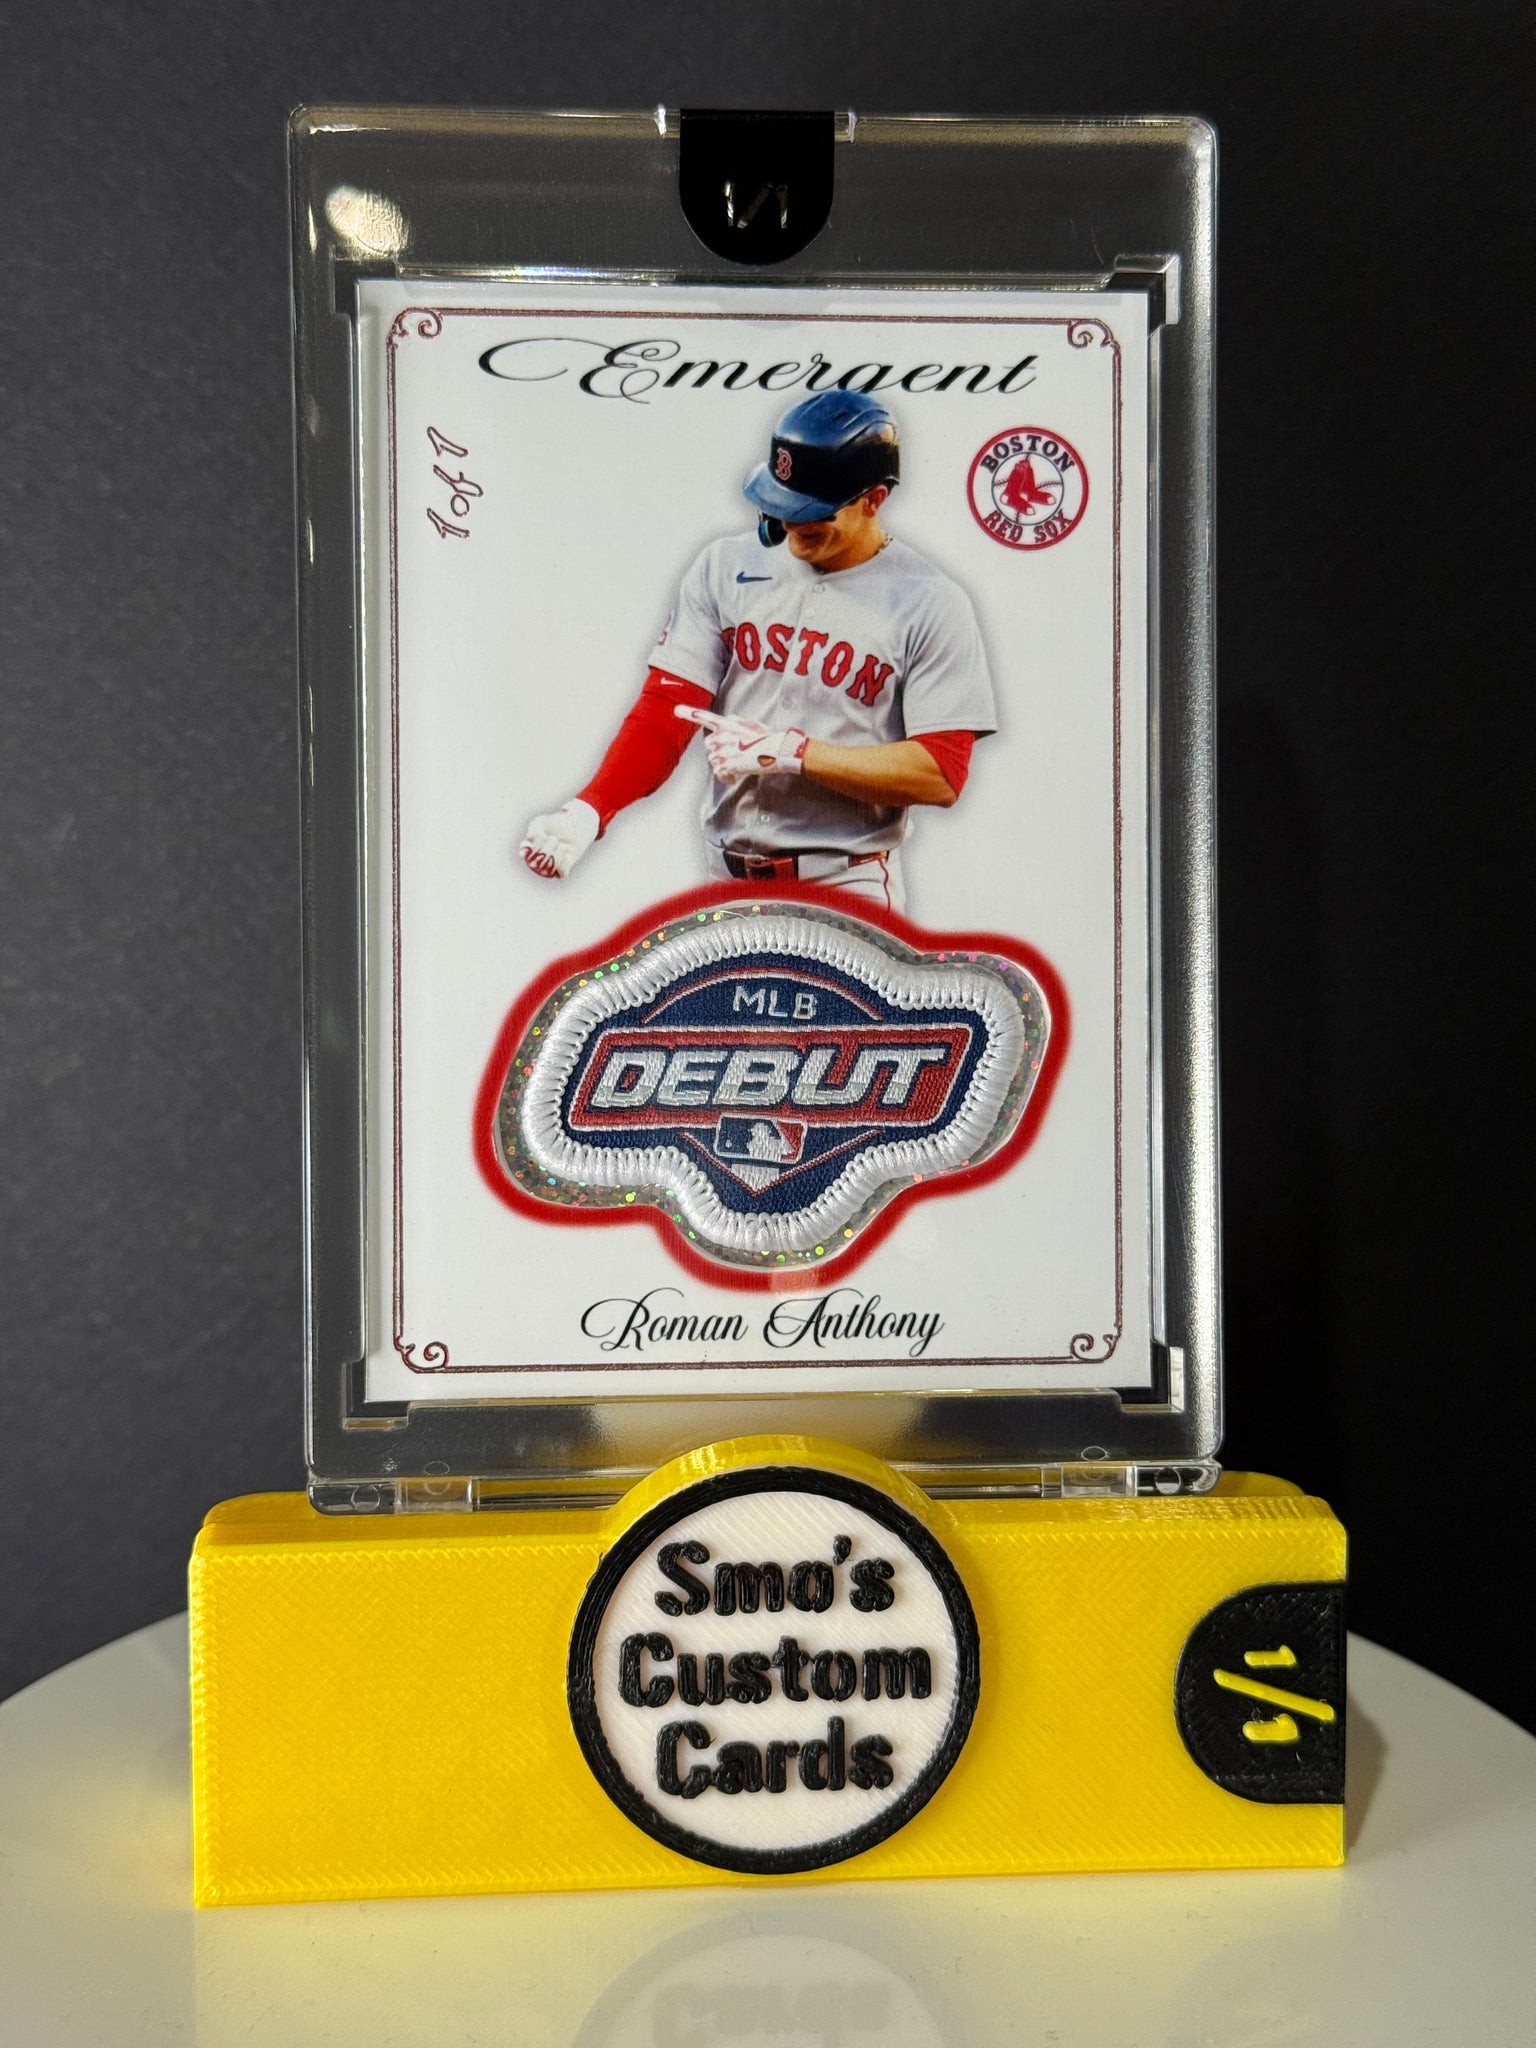 1/1
Emergent
1 of 1
BOSTON
RED SOX
B
BOSTON
MLB
DEBUT
Roman Anthony
Smo's
Custom
Cards
1/1